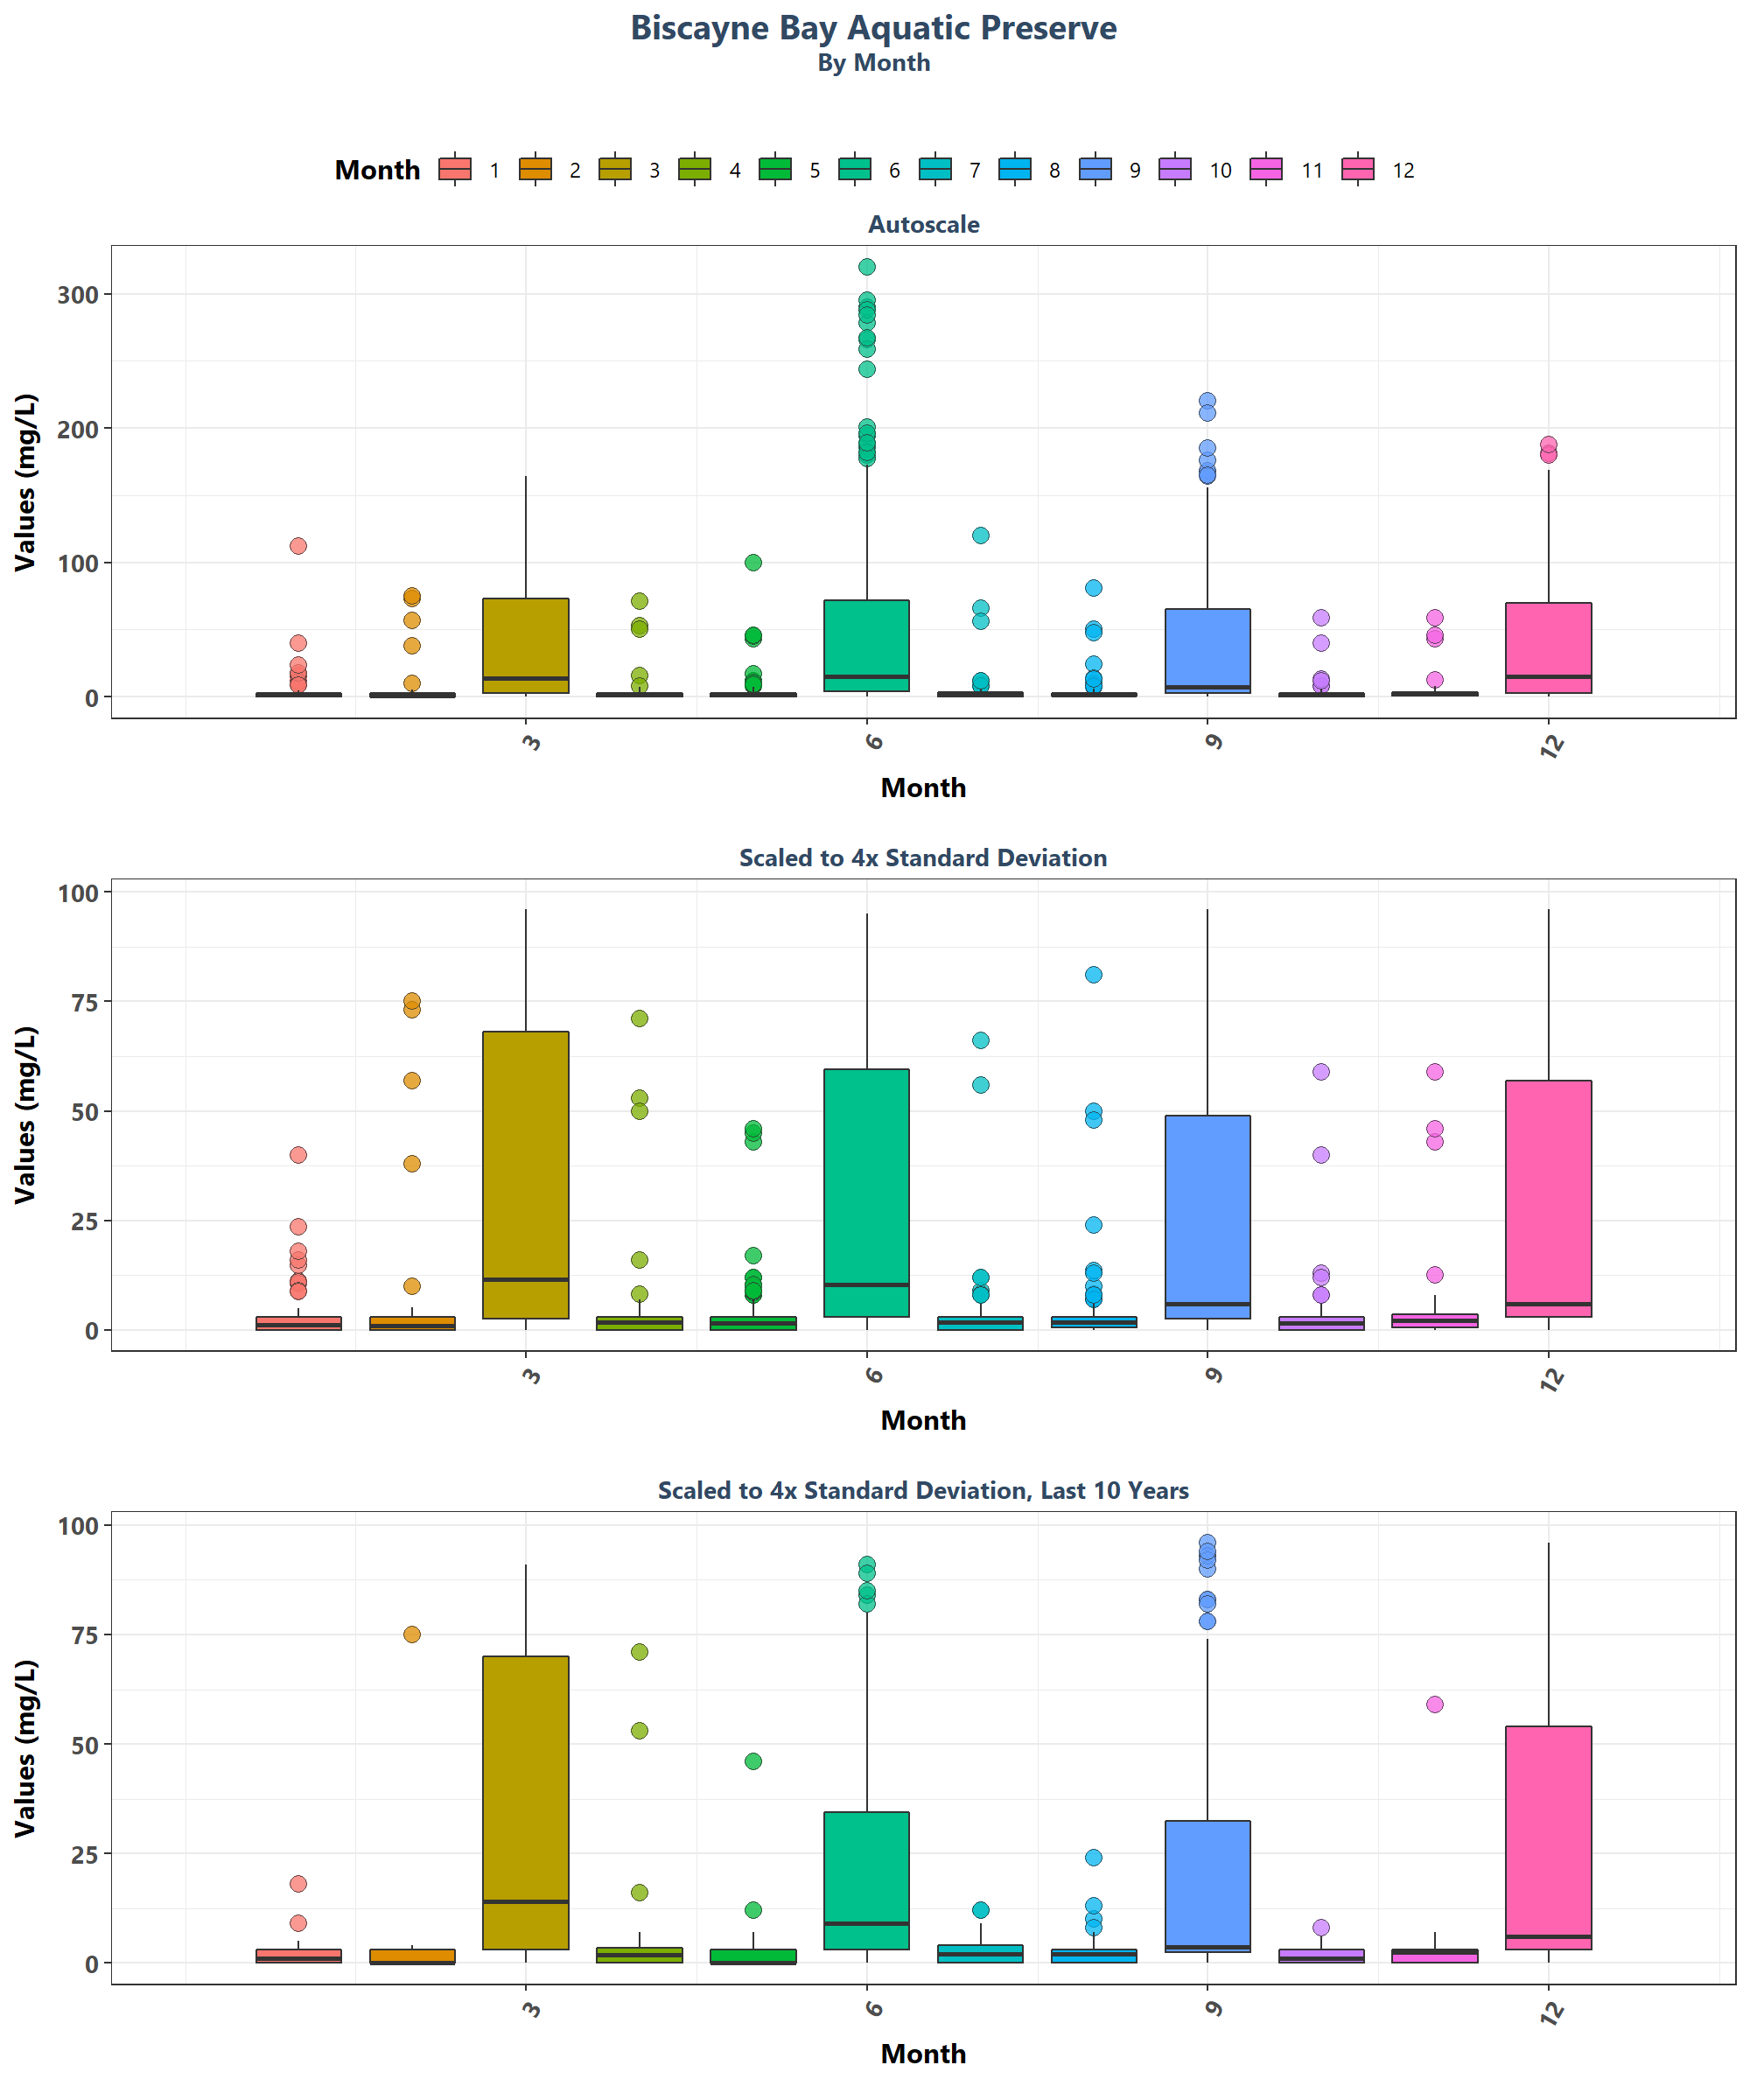 Biscayne Bay Aquatic Preserve
By Month
Month 1 2 3 4 5 6 7 8 9 10 11 12
Autoscale
Values (mg/L)
300
200
100
0
3 6 9 12
Month
Scaled to 4x Standard Deviation
Values (mg/L)
100
75
50
25
0
3 6 9 12
Month
Scaled to 4x Standard Deviation, Last 10 Years
Values (mg/L)
100
75
50
25
0
3 6 9 12
Month